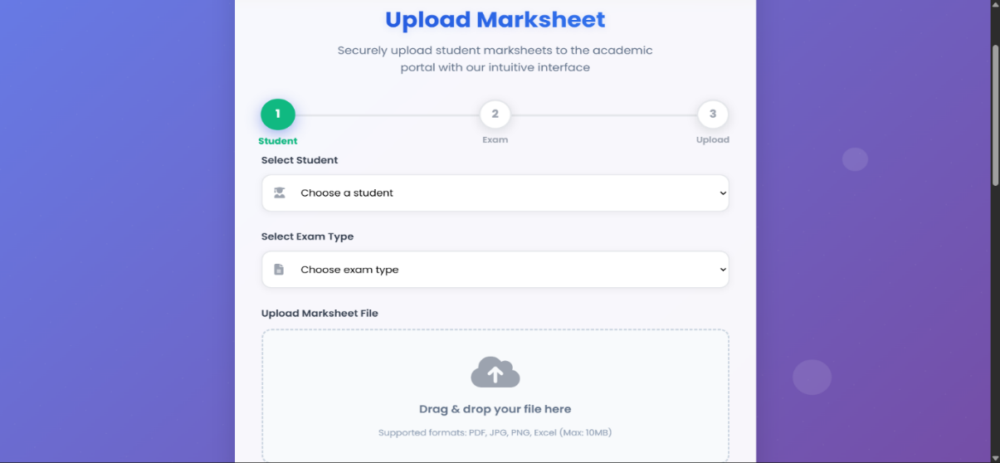 Upload Marksheet
Securely upload student marksheets to the academic
portal with our intuitive interface
1
2
3
Student
Exam
Upload
Select Student
Choose a student
Select Exam Type
Choose exam type
Upload Marksheet File
Drag & drop your file here
Supported formats: PDF, JPG, PNG, Excel (Max: 10MB)